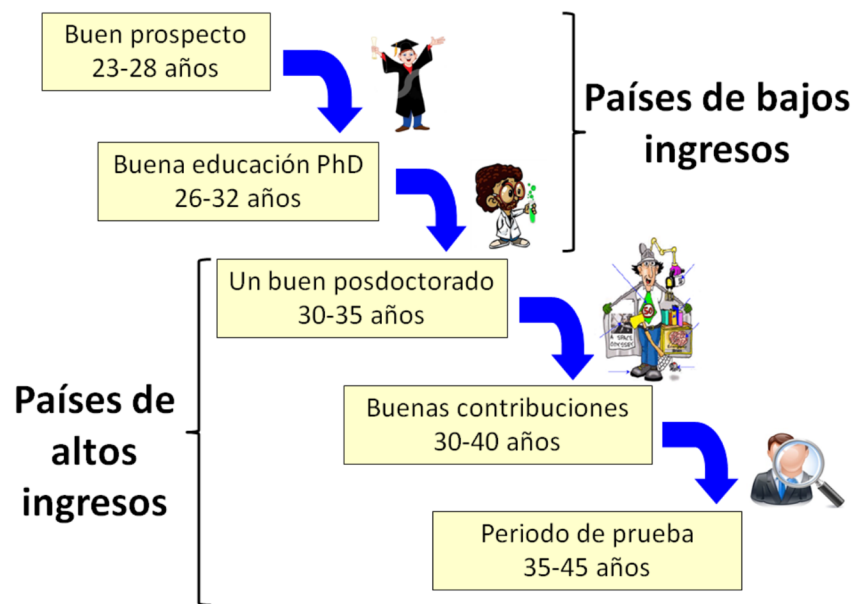 Buen prospecto
23-28 años
Países de bajos
ingresos
Buena educación PhD
26-32 años
Un buen posdoctorado
30-35 años
Países de
altos
ingresos
Buenas contribuciones
30-40 años
Periodo de prueba
35-45 años